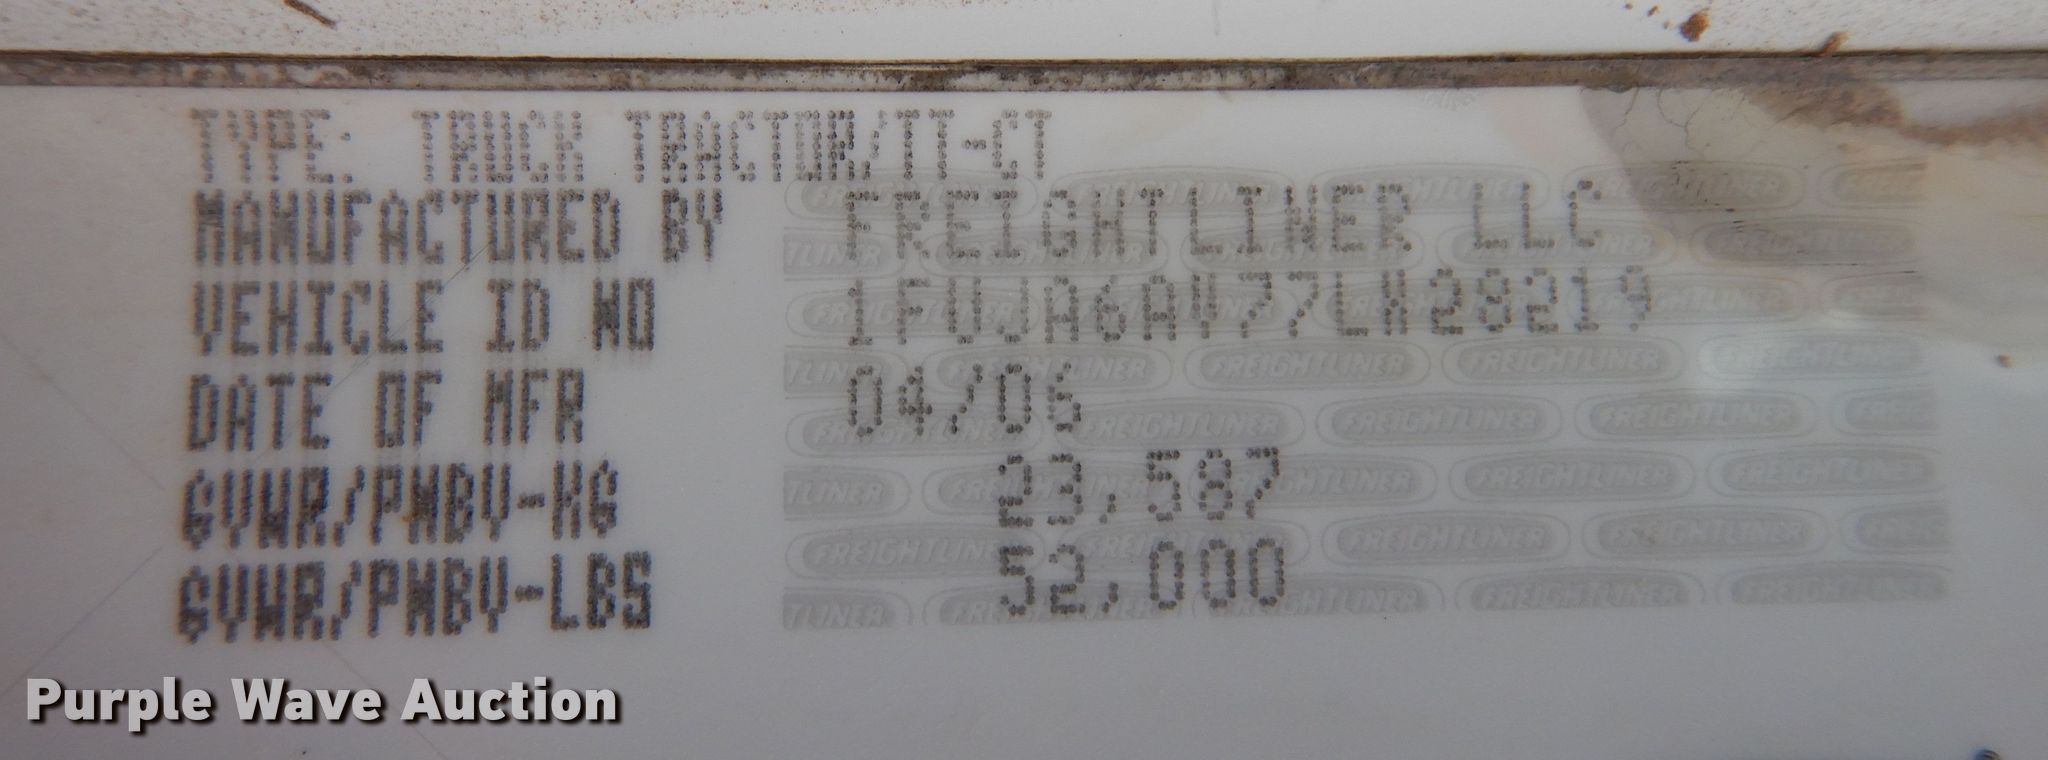 TYPE: TRUCK TRACTOR/TT-CT
MANUFACTURED BY FREIGHTLINER LLC
VEHICLE ID NO 1FUJA6AV77LX28219
DATE OF MFR 04/06
GVWR/PNBV-KG 23,587
GVWR/PNBV-LBS 52,000
Purple Wave Auction